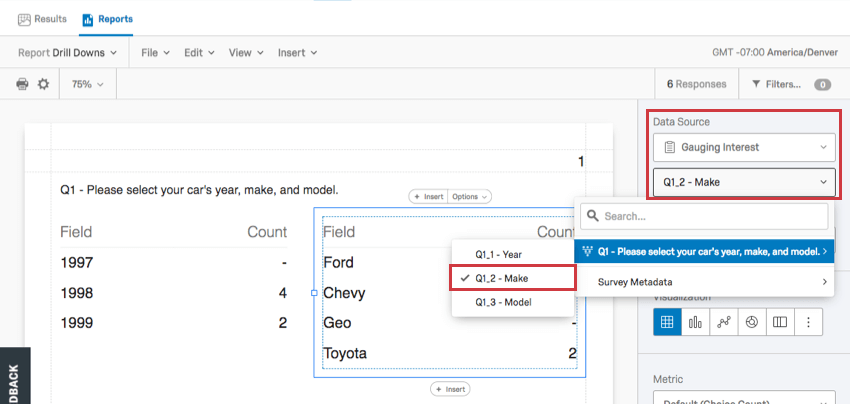 Results Reports
Report Drill Downs File Edit View Insert GMT -07:00 America/Denver
75% 6 Responses Filters... 0
Data Source
Gauging Interest
Q1_2 - Make
1
Q1 - Please select your car's year, make, and model.
+ Insert Options
Search...
Field Count
Field Count
Q1 - Please select your car's year, make, and model.
Q1_1 - Year
Q1_2 - Make
Q1_3 - Model
Survey Metadata
1997 -
1998 4
1999 2
Ford
Chevy
Geo -
Toyota 2
Visualization
+ Insert
Metric
Default (Choice Count)
DBACK